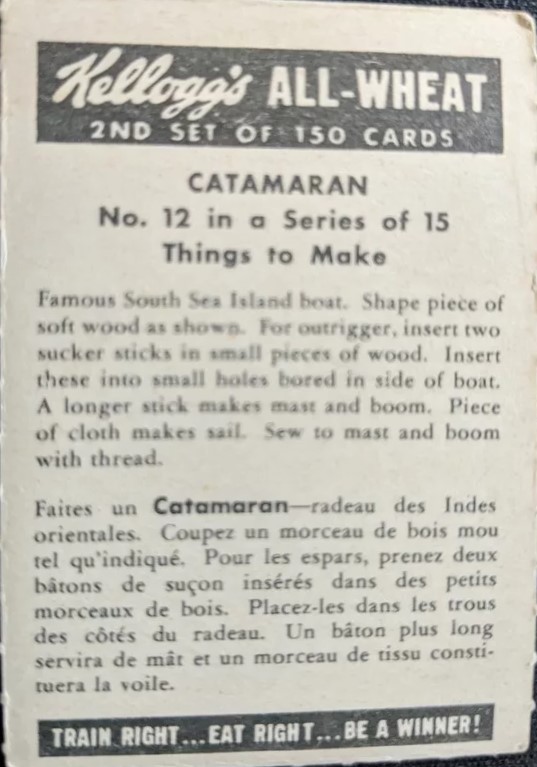 Kellogg's ALL-WHEAT
2ND SET OF 150 CARDS
CATAMARAN
No. 12 in a Series of 15
Things to Make
Famous South Sea Island boat. Shape piece of
soft wood as shown. For outrigger, insert two
sucker sticks in small pieces of wood. Insert
these into small holes bored in side of boat.
A longer stick makes mast and boom. Piece
of cloth makes sail. Sew to mast and boom
with thread.
Faites un Catamaran—radeau des Indes
orientales. Coupez un morceau de bois mou
tel qu'indiqué. Pour les espars, prenez deux
bâtons de suçon insérés dans des petits
morceaux de bois. Placez-les dans les trous
des côtés du radeau. Un bâton plus long
servira de mât et un morceau de tissu consti-
tuera la voile.
TRAIN RIGHT...EAT RIGHT...BE A WINNER!